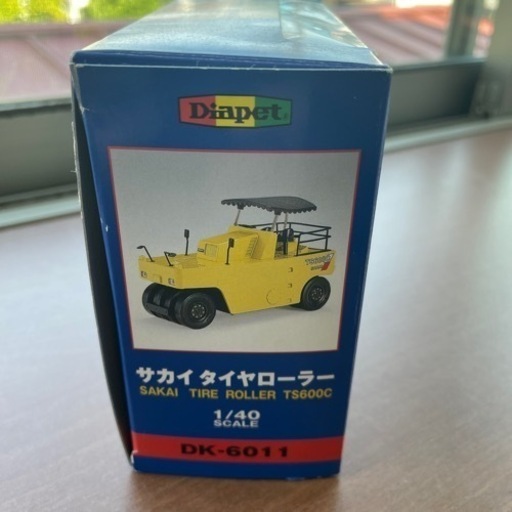 Diapet
サカイ タイヤローラー
SAKAI TIRE ROLLER TS600C
1/40
SCALE
DK-6011